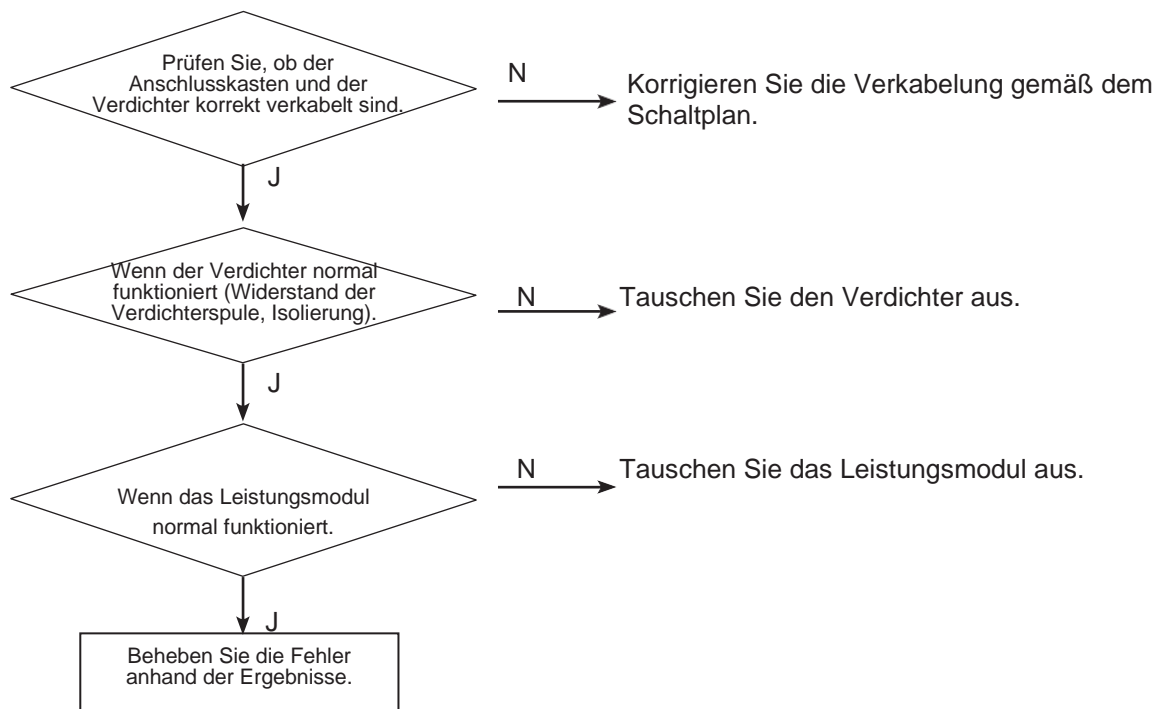 Prüfen Sie, ob der
Anschlusskasten und der
Verdichter korrekt verkabelt sind.
N
Korrigieren Sie die Verkabelung gemäß dem
Schaltplan.
J
Wenn der Verdichter normal
funktioniert (Widerstand der
Verdichterspule, Isolierung).
N
Tauschen Sie den Verdichter aus.
J
Wenn das Leistungsmodul
normal funktioniert.
N
Tauschen Sie das Leistungsmodul aus.
J
Beheben Sie die Fehler
anhand der Ergebnisse.